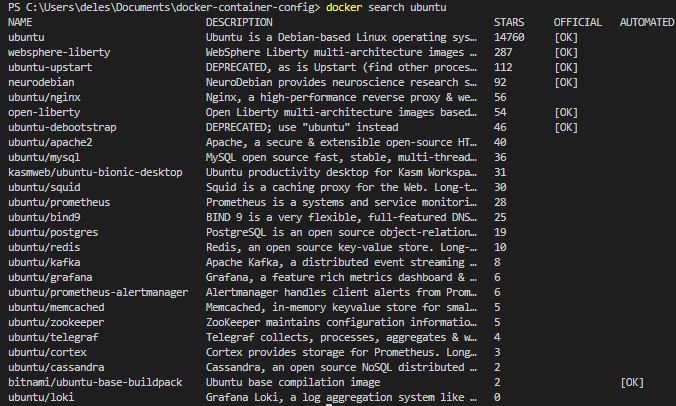 PS C:\Users\deles\Documents\docker-container-config> docker search ubuntu
NAME DESCRIPTION STARS OFFICIAL AUTOMATED
ubuntu Ubuntu is a Debian-based Linux operating sys… 14760 [OK]
websphere-liberty WebSphere Liberty multi-architecture images … 287 [OK]
ubuntu-upstart DEPRECATED, as is Upstart (find other proces… 112 [OK]
neurodebian NeuroDebian provides neuroscience research s… 92 [OK]
ubuntu/nginx Nginx, a high-performance reverse proxy & we… 56
open-liberty Open Liberty multi-architecture images based… 54 [OK]
ubuntu-debootstrap DEPRECATED; use "ubuntu" instead 46 [OK]
ubuntu/apache2 Apache, a secure & extensible open-source HT… 40
ubuntu/mysql MySQL open source fast, stable, multi-thread… 36
kasmweb/ubuntu-bionic-desktop Ubuntu productivity desktop for Kasm Workspa… 31
ubuntu/squid Squid is a caching proxy for the Web. Long-t… 30
ubuntu/prometheus Prometheus is a systems and service monitori… 28
ubuntu/bind9 BIND 9 is a very flexible, full-featured DNS… 25
ubuntu/postgres PostgreSQL is an open source object-relation… 19
ubuntu/redis Redis, an open source key-value store. Long-… 10
ubuntu/kafka Apache Kafka, a distributed event streaming … 8
ubuntu/grafana Grafana, a feature rich metrics dashboard & … 6
ubuntu/prometheus-alertmanager Alertmanager handles client alerts from Prom… 6
ubuntu/memcached Memcached, in-memory keyvalue store for smal… 5
ubuntu/zookeeper ZooKeeper maintains configuration informatio… 5
ubuntu/telegraf Telegraf collects, processes, aggregates & w… 4
ubuntu/cortex Cortex provides storage for Prometheus. Long… 3
ubuntu/cassandra Cassandra, an open source NoSQL distributed … 2
bitnami/ubuntu-base-buildpack Ubuntu base compilation image 2 [OK]
ubuntu/loki Grafana Loki, a log aggregation system like … 0